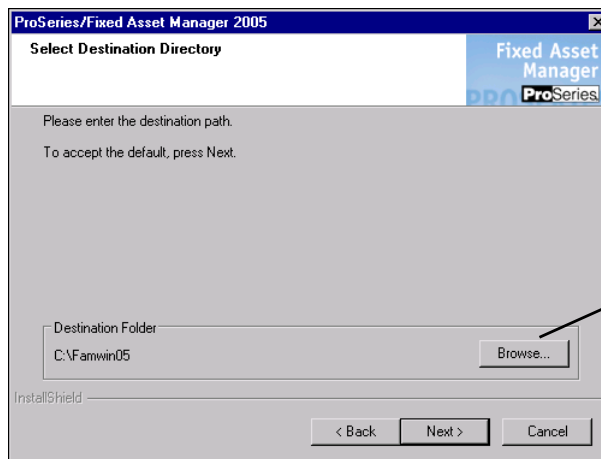 ProSeries/Fixed Asset Manager 2005
Select Destination Directory
Fixed Asset
Manager
PRO ProSeries
Please enter the destination path.
To accept the default, press Next.
Destination Folder
C:\Famwin05
Browse...
InstallShield
< Back
Next >
Cancel